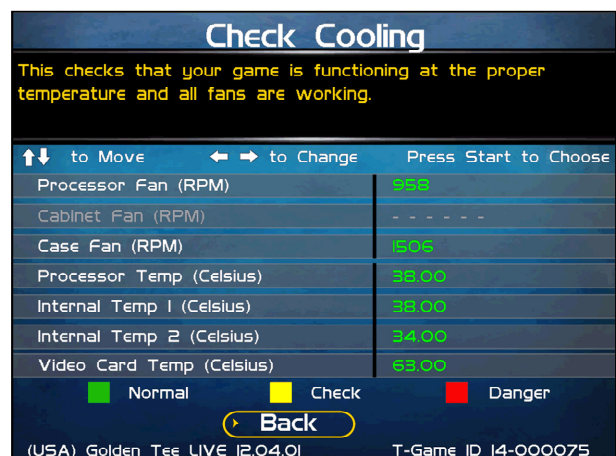 Check Cooling
This checks that your game is functioning at the proper
temperature and all fans are working.
to Move to Change Press Start to Choose
Processor Fan (RPM) 958
Cabinet Fan (RPM) - - - - - -
Case Fan (RPM) 1506
Processor Temp (Celsius) 38.00
Internal Temp 1 (Celsius) 38.00
Internal Temp 2 (Celsius) 34.00
Video Card Temp (Celsius) 63.00
Normal Check Danger
Back
(USA) Golden Tee LIVE 12.04.01 T-Game ID 14-000075